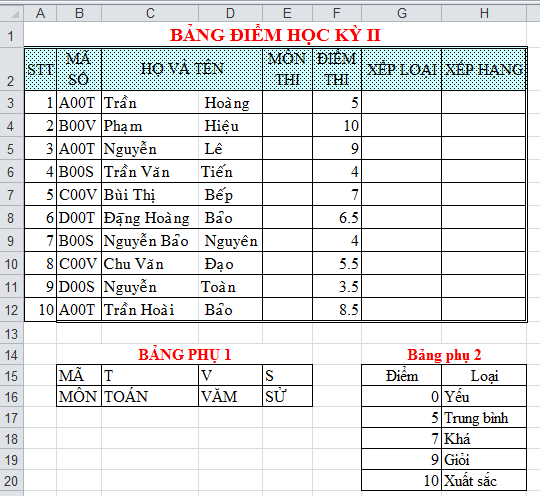 A B C D E F G H
1 BẢNG ĐIỂM HỌC KỲ II
2 STT MÃ SỐ HỌ VÀ TÊN MÔN THI ĐIỂM THI XẾP LOẠI XẾP HẠNG
3 1 A00T Trần Hoàng 5
4 2 B00V Phạm Hiệu 10
5 3 A00T Nguyễn Lê 9
6 4 B00S Trần Văn Tiến 4
7 5 C00V Bùi Thị Bếp 7
8 6 D00T Đặng Hoàng Bảo 6.5
9 7 B00S Nguyễn Bảo Nguyên 4
10 8 C00V Chu Văn Đạo 5.5
11 9 D00S Nguyễn Toàn 3.5
12 10 A00T Trần Hoài Bảo 8.5
13
14 BẢNG PHỤ 1 Bảng phụ 2
15 MÃ T V S Điểm Loại
16 MÔN TOÁN VĂM SỬ 0 Yếu
17 5 Trung bình
18 7 Khá
19 9 Giỏi
20 10 Xuất sắc